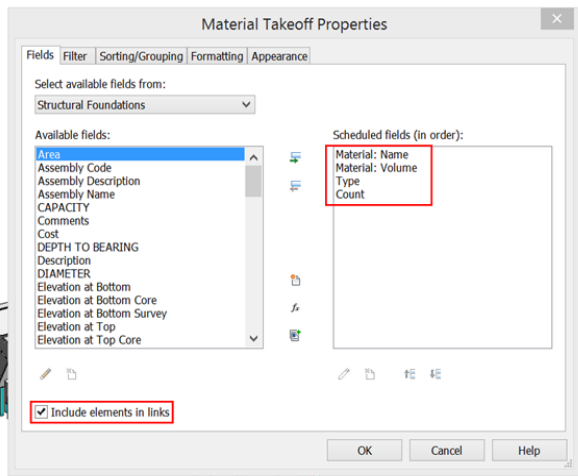 Material Takeoff Properties
Fields Filter Sorting/Grouping Formatting Appearance
Select available fields from:
Structural Foundations
Available fields:
Area
Assembly Code
Assembly Description
Assembly Name
CAPACITY
Comments
Cost
DEPTH TO BEARING
Description
DIAMETER
Elevation at Bottom
Elevation at Bottom Core
Elevation at Bottom Survey
Elevation at Top
Elevation at Top Core
Scheduled fields (in order):
Material: Name
Material: Volume
Type
Count
Include elements in links
OK Cancel Help